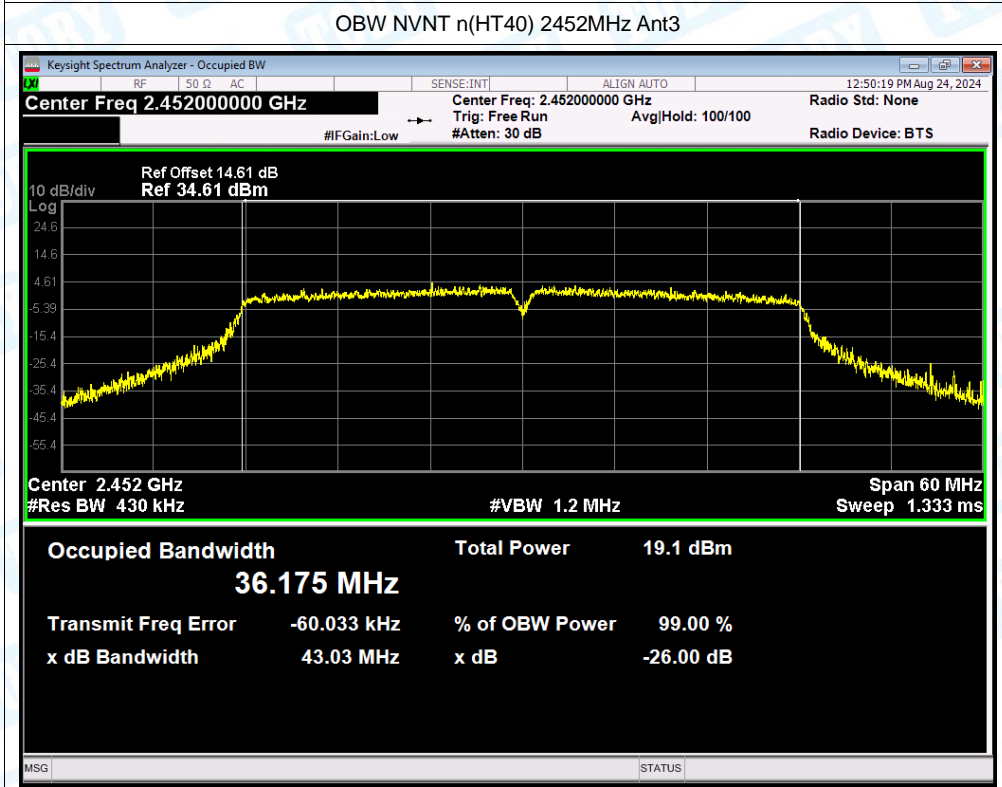 OBW NVNT n(HT40) 2452MHz Ant3
Keysight Spectrum Analyzer - Occupied BW
LXI RF 50 Ω AC SENSE:INT ALIGN AUTO 12:50:19 PM Aug 24, 2024
Center Freq 2.452000000 GHz Center Freq: 2.452000000 GHz Radio Std: None
Trig: Free Run Avg|Hold: 100/100
#IFGain:Low #Atten: 30 dB Radio Device: BTS
Ref Offset 14.61 dB
10 dB/div Ref 34.61 dBm
Log
24.6
14.6
4.61
-5.39
-15.4
-25.4
-35.4
-45.4
-55.4
Center 2.452 GHz Span 60 MHz
#Res BW 430 kHz #VBW 1.2 MHz Sweep 1.333 ms
Occupied Bandwidth Total Power 19.1 dBm
36.175 MHz
Transmit Freq Error -60.033 kHz % of OBW Power 99.00 %
x dB Bandwidth 43.03 MHz x dB -26.00 dB
MSG STATUS